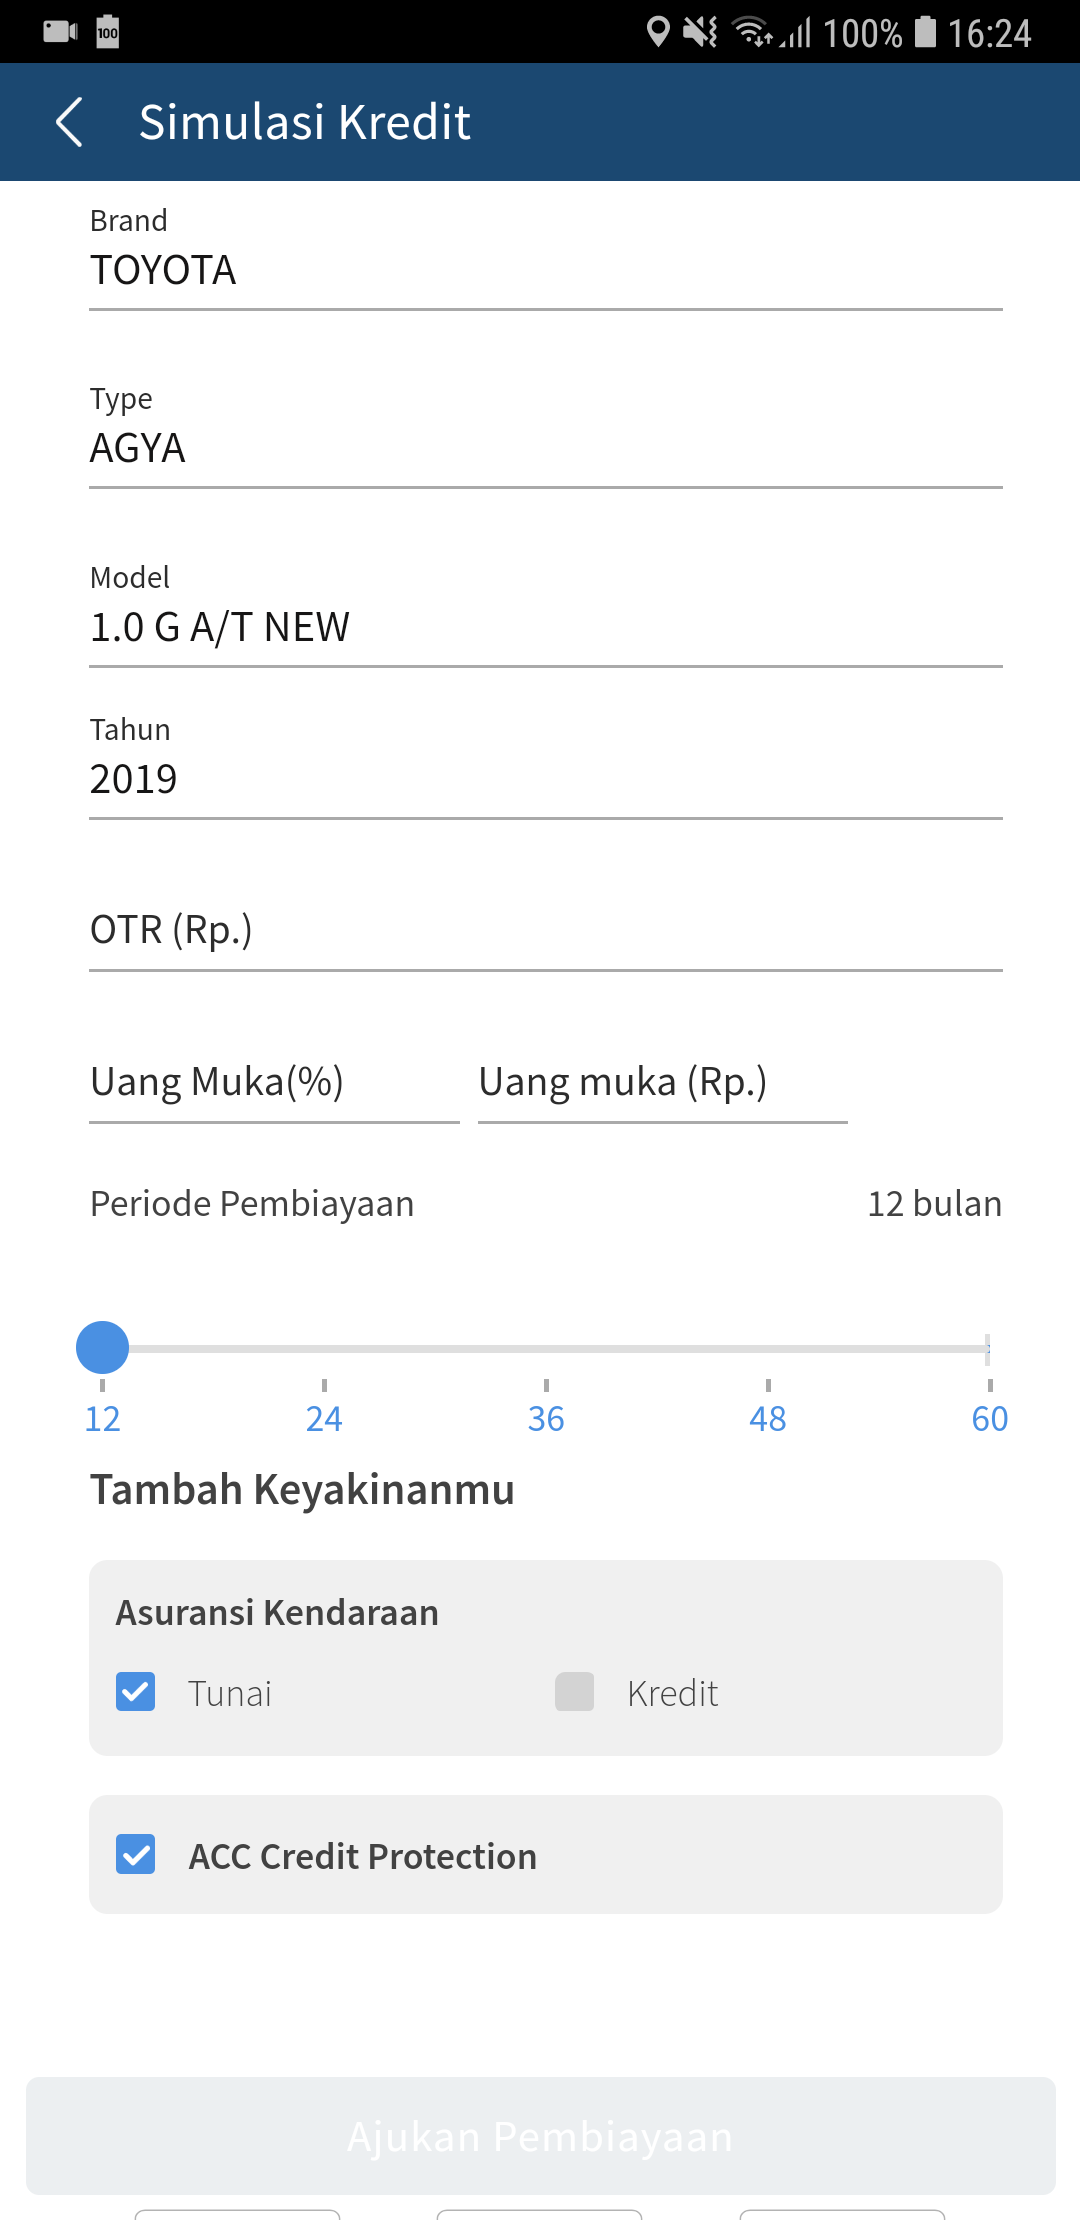 100 100% 16:24
Simulasi Kredit
Brand
TOYOTA
Type
AGYA
Model
1.0 G A/T NEW
Tahun
2019
OTR (Rp.)
Uang Muka(%) Uang muka (Rp.)
Periode Pembiayaan 12 bulan
12 24 36 48 60
Tambah Keyakinanmu
Asuransi Kendaraan
Tunai Kredit
ACC Credit Protection
Ajukan Pembiayaan